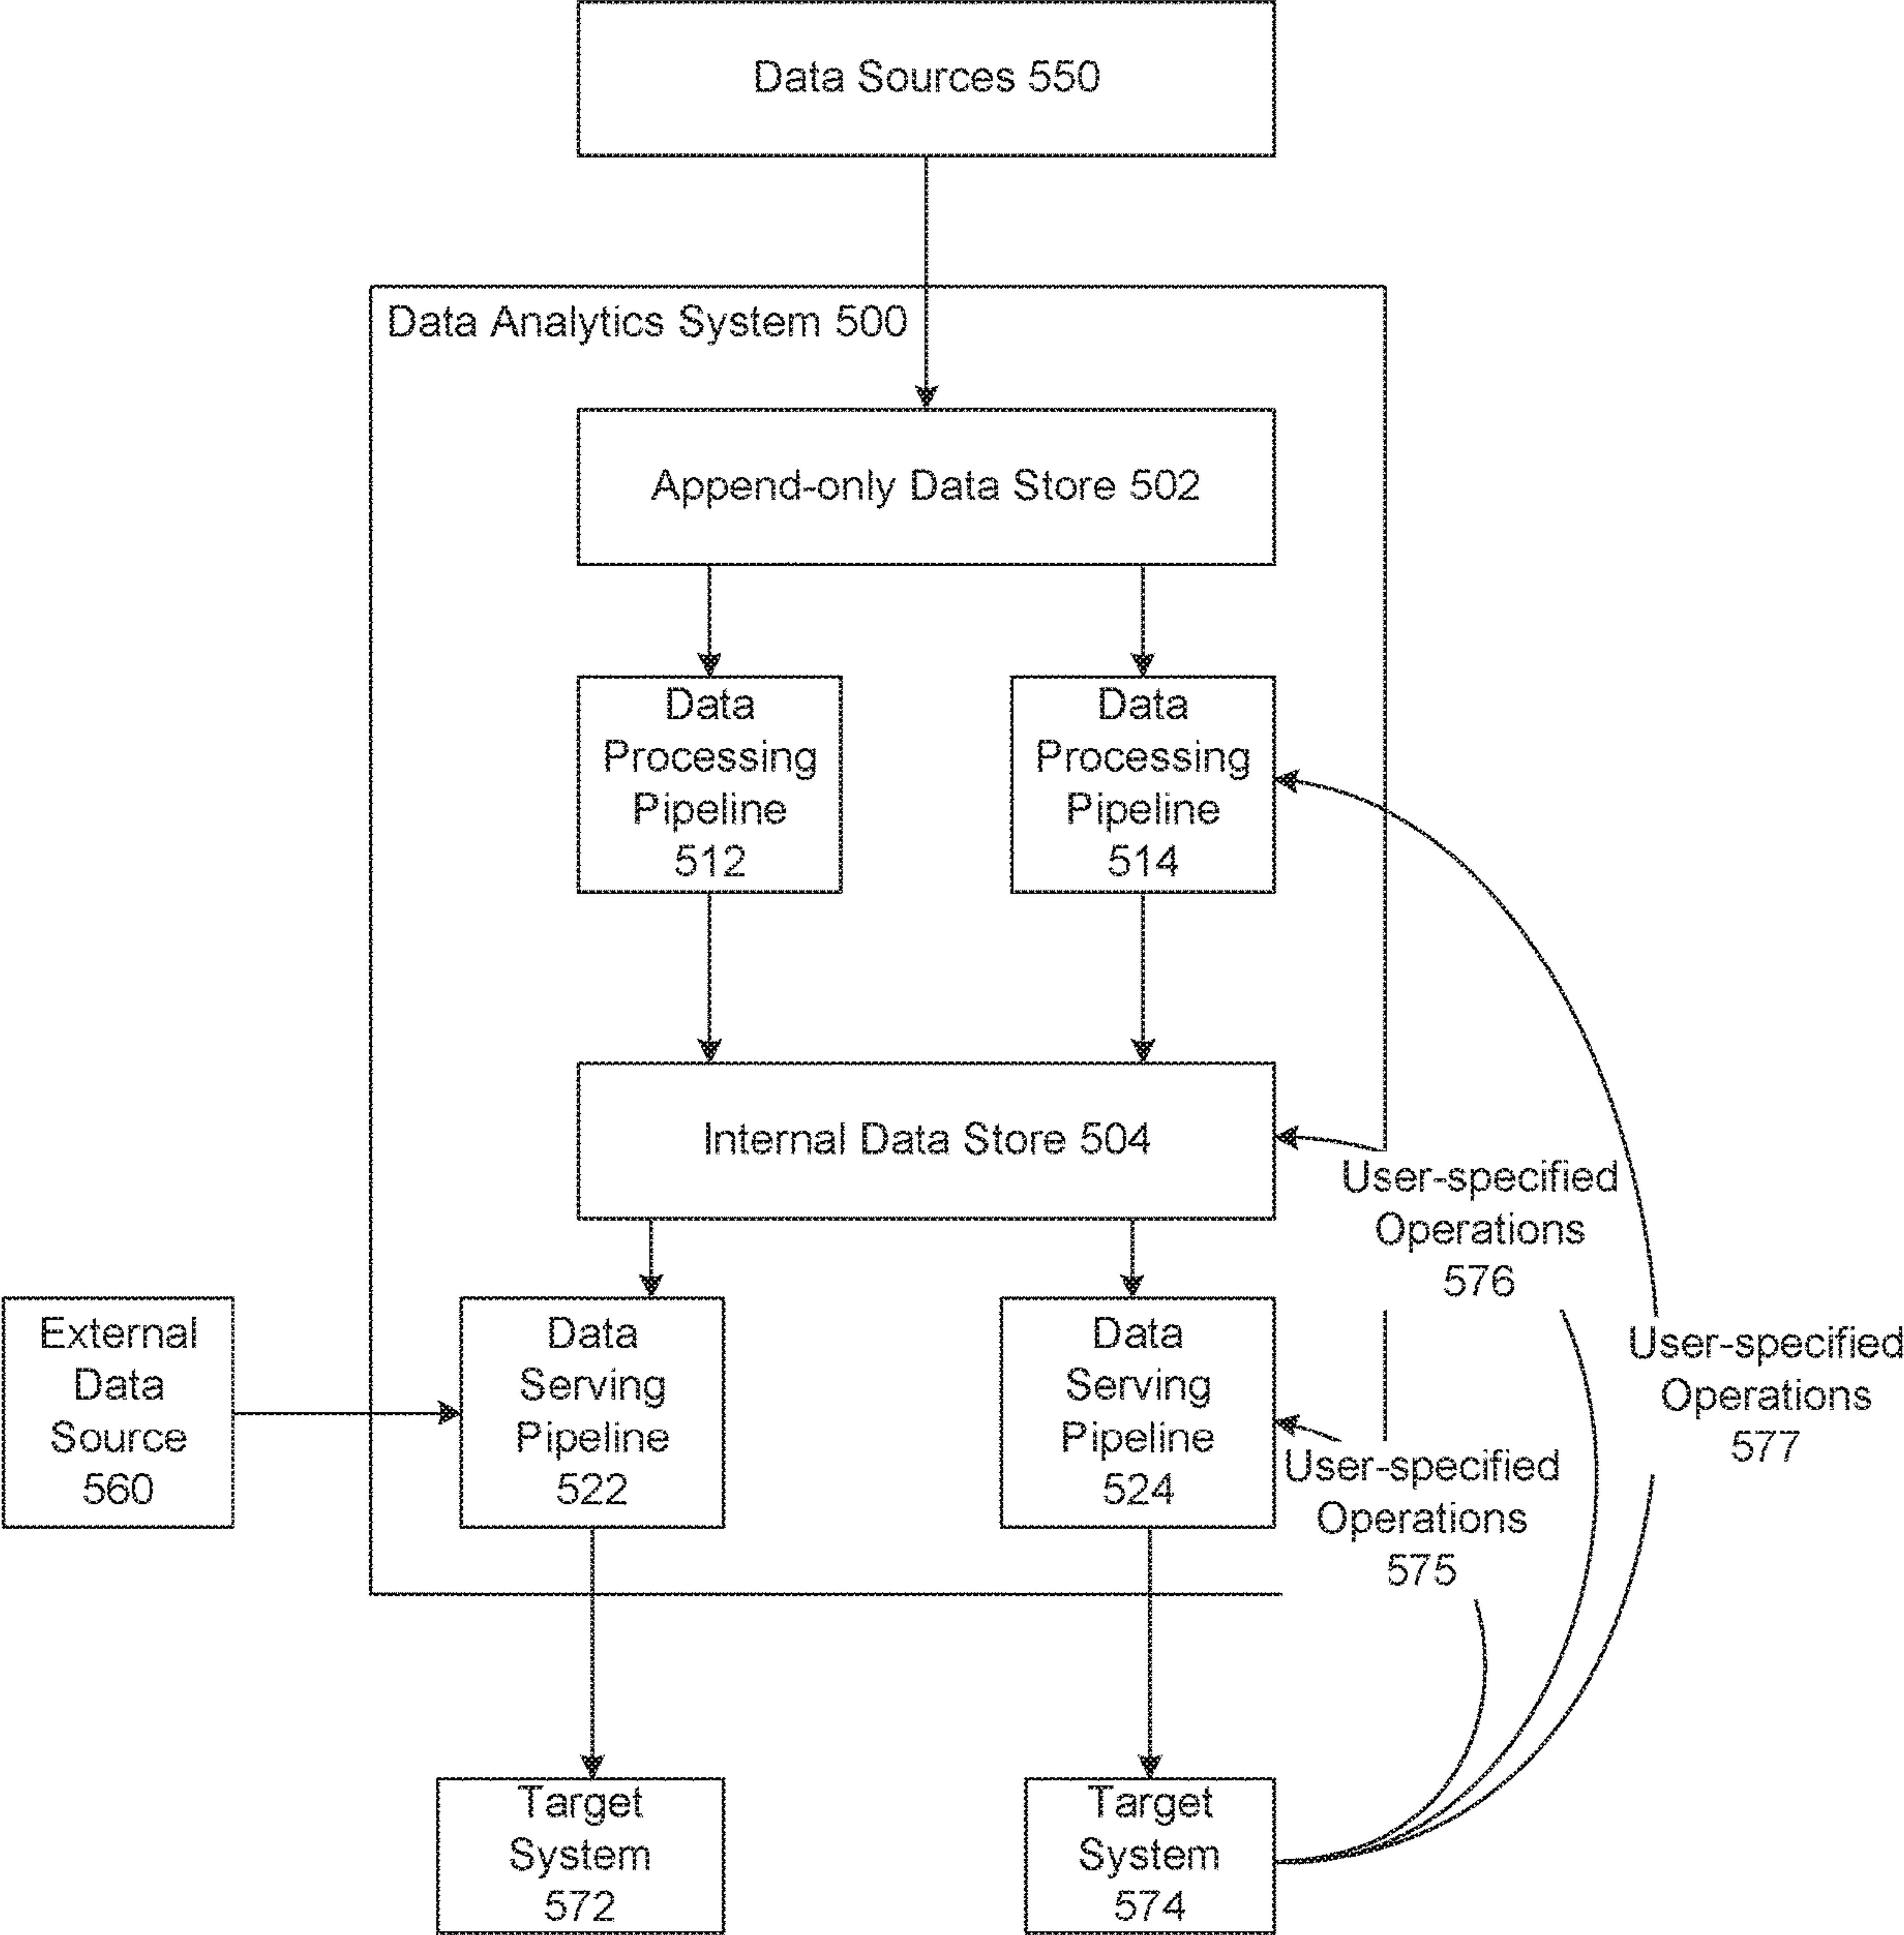 Data Sources 550
Data Analytics System 500
Append-only Data Store 502
Data
Processing
Pipeline
512
Data
Processing
Pipeline
514
Internal Data Store 504
User-specified
Operations
576
External
Data
Source
560
Data
Serving
Pipeline
522
Data
Serving
Pipeline
524
User-specified
Operations
577
User-specified
Operations
575
Target
System
572
Target
System
574